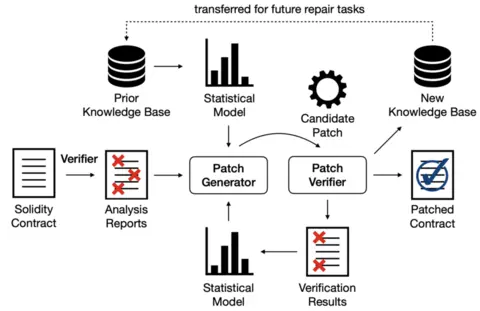 transferred for future repair tasks
Prior
Knowledge Base
Statistical
Model
Candidate
Patch
New
Knowledge Base
Verifier
Solidity
Contract
Analysis
Reports
Patch
Generator
Patch
Verifier
Patched
Contract
Statistical
Model
Verification
Results